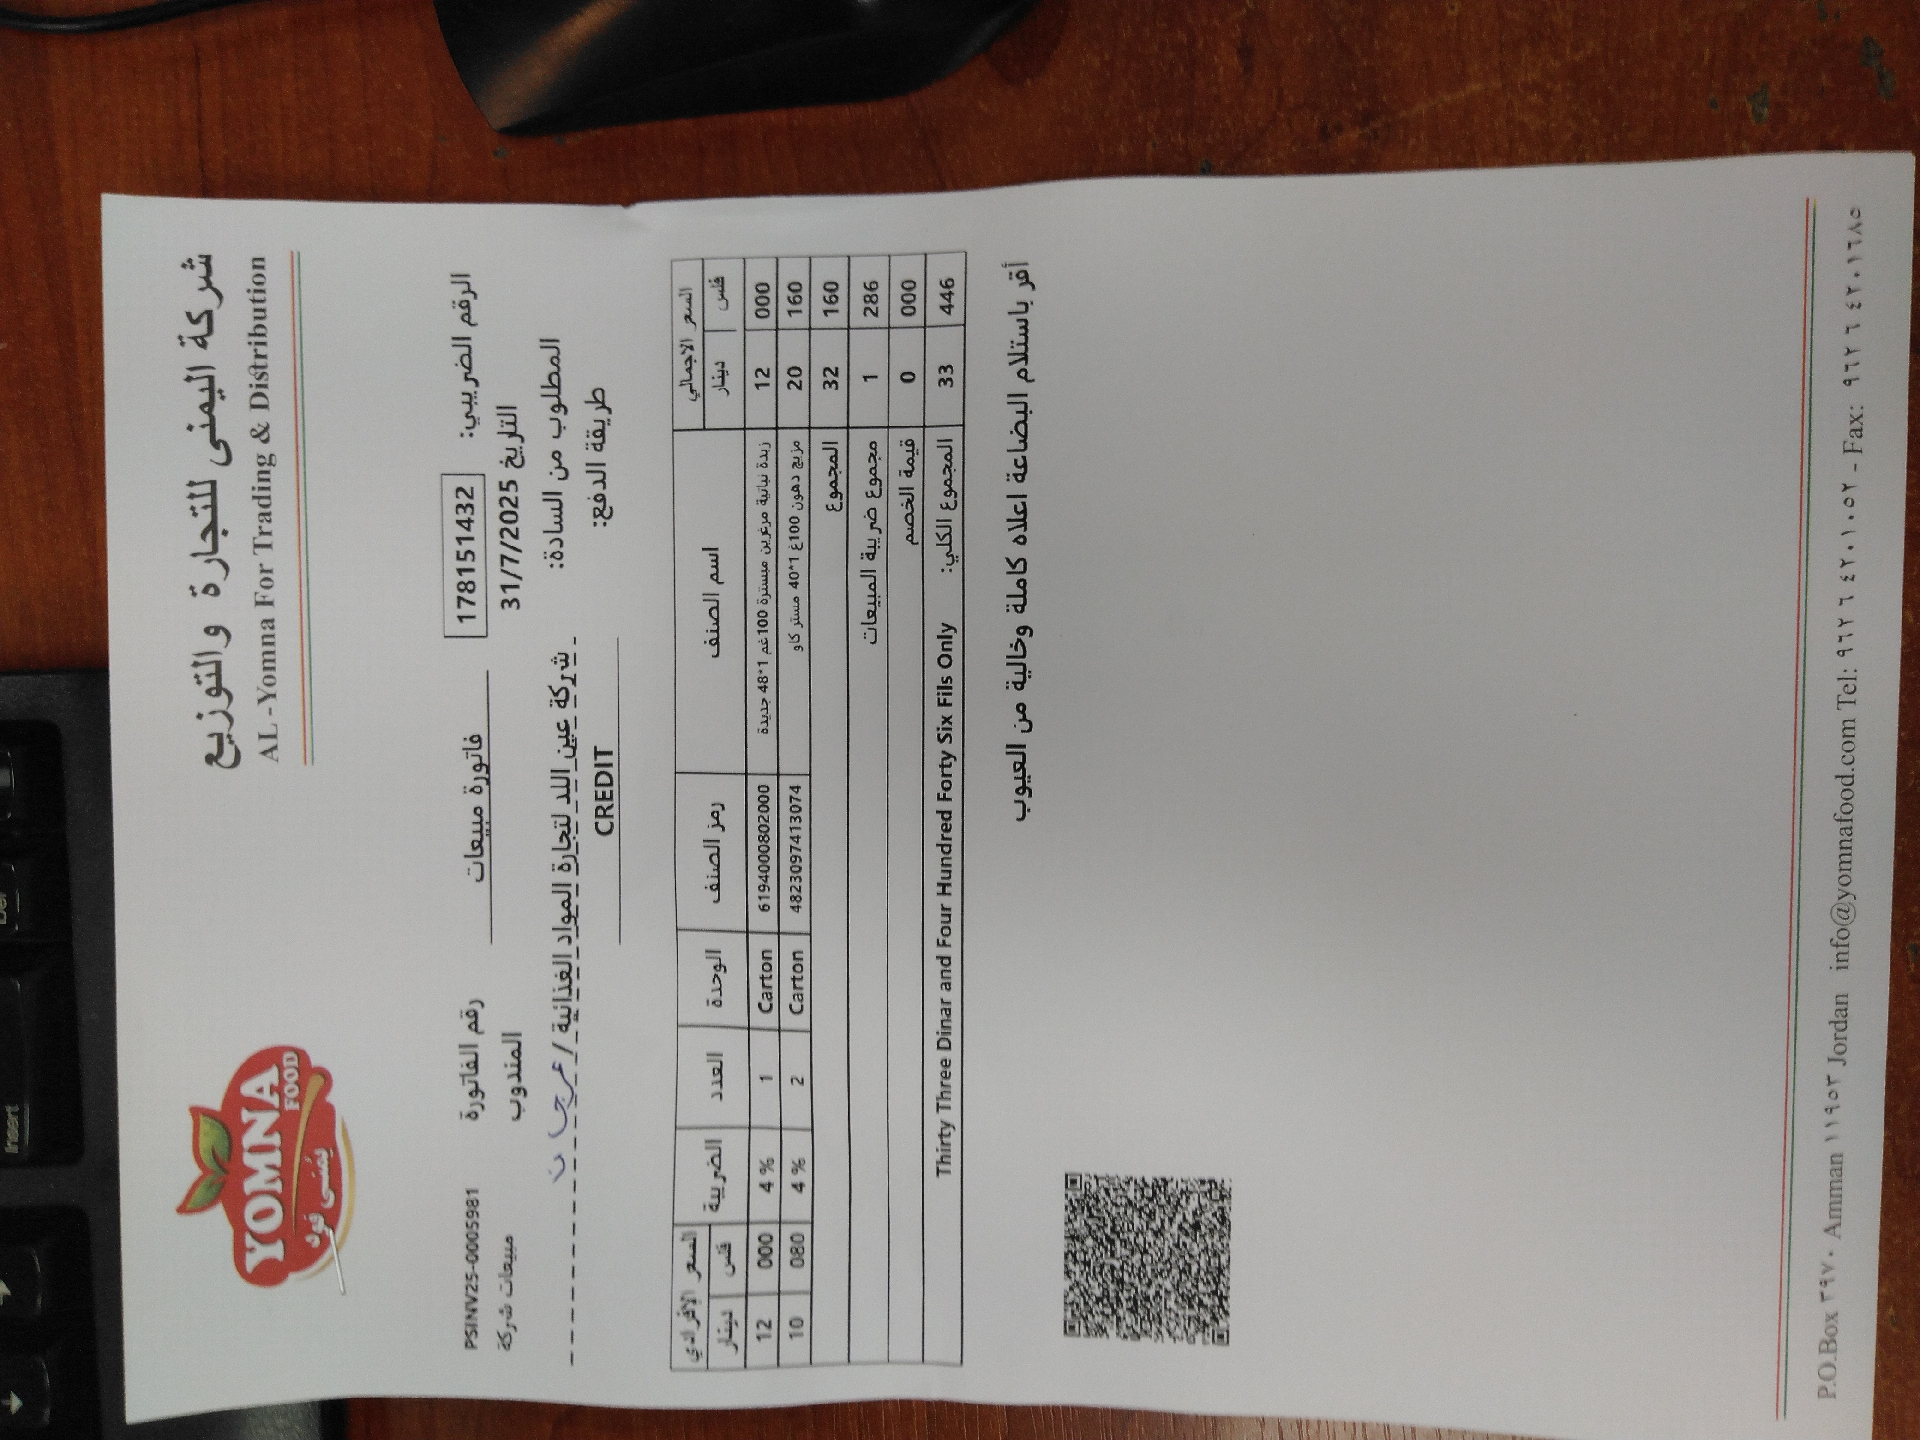 شركة اليمنى للتجارة والتوزيع
AL -Yomna For Trading & Distribution
YOMNA
FOOD
يمنى فود
الرقم الضريبي: 178151432 فاتورة مبيعات رقم الفاتورة PSINV25-0005981
التاريخ 31/7/2025 المندوب مبيعات شركة
المطلوب من السادة: شركة عين اللد لتجارة المواد الغذائية / عرجان
طريقة الدفع: CREDIT
السعر الاجمالي اسم الصنف رمز الصنف الوحدة العدد الضريبة السعر الإفرادي
فلس دينار فلس دينار
000 12 زبدة نباتية مرغرين مبسترة 100غم 1*48 جديدة 6194000802000 Carton 1 4 % 000 12
160 20 مزيج دهون 100غ 1*40 مستر كاو 4823097413074 Carton 2 4 % 080 10
160 32 المجموع
286 1 مجموع ضريبة المبيعات
000 0 قيمة الخصم
446 33 المجموع الكلي: Thirty Three Dinar and Four Hundred Forty Six Fils Only
أقر باستلام البضاعة اعلاه كاملة وخالية من العيوب
P.O.Box ٣٩٧٠ Amman ١١٩٥٣ Jordan info@yomnafood.com Tel: ٩٦٢ ٦ ٤٢٠١٠٥٢ - Fax: ٩٦٢ ٦ ٤٢٠١٦٨٥
Insert
Del